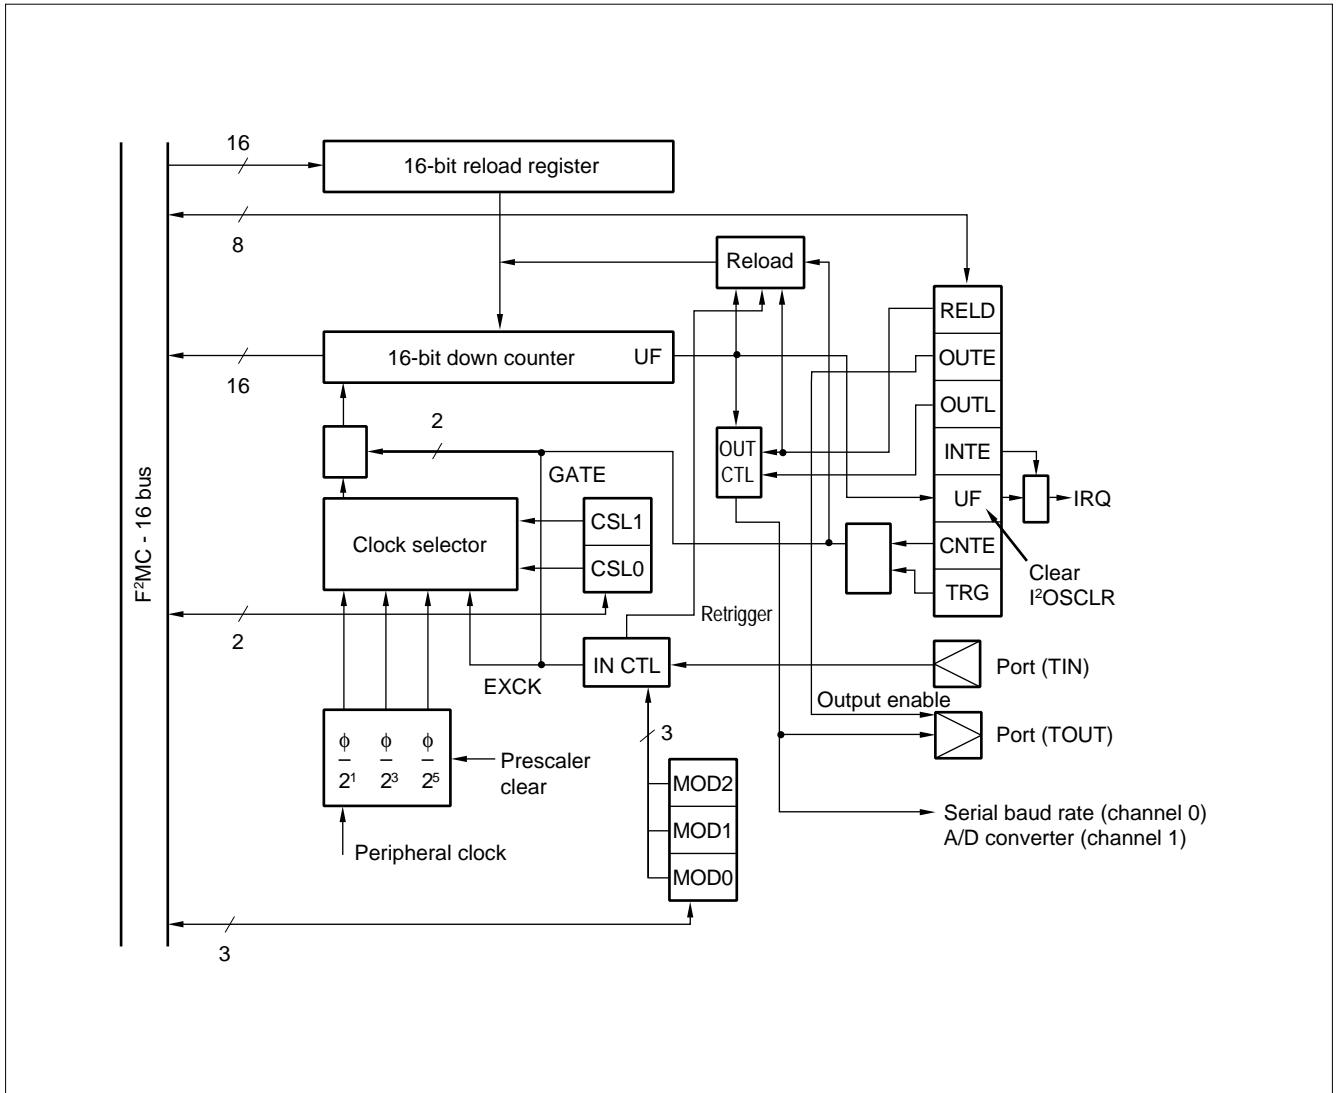 16
16-bit reload register
8
Reload
RELD
16-bit down counter UF
OUTE
16
OUTL
2
OUT
CTL
INTE
GATE
UF
IRQ
F²MC - 16 bus
CSL1
Clock selector
CNTE
CSL0
Clear
I²OSCLR
TRG
2
Retrigger
IN CTL
Port (TIN)
EXCK
Output enable
3
Port (TOUT)
ϕ ϕ ϕ
2¹ 2³ 2⁵
Prescaler
clear
MOD2
Serial baud rate (channel 0)
A/D converter (channel 1)
MOD1
Peripheral clock
MOD0
3